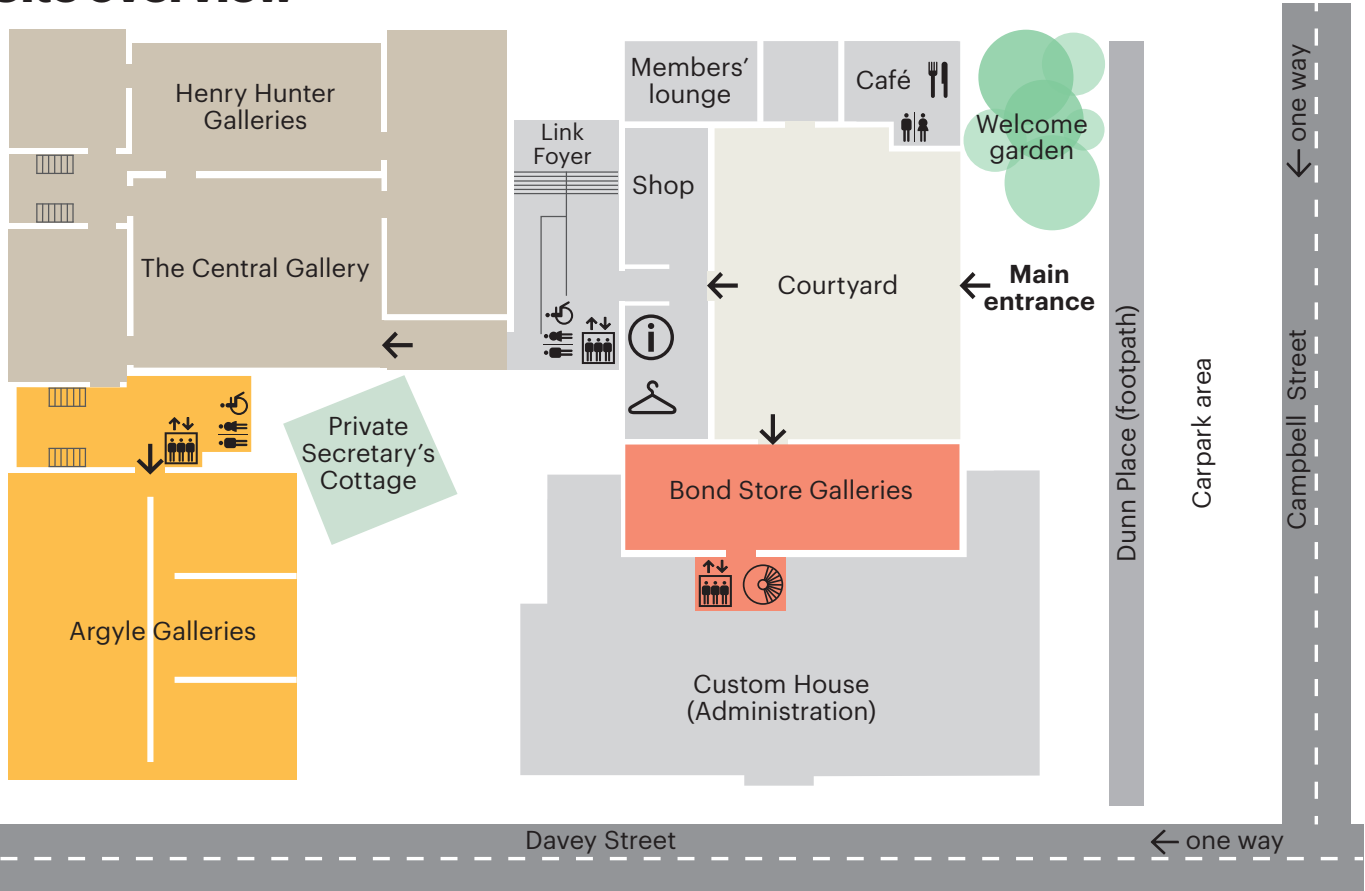 Site overview
Henry Hunter
Galleries
The Central Gallery
Link
Foyer
Members’
lounge
Café
Shop
Welcome
garden
Courtyard
Main
entrance
i
Private
Secretary’s
Cottage
Bond Store Galleries
Argyle Galleries
Custom House
(Administration)
Dunn Place (footpath)
Carpark area
Campbell Street
← one way
Davey Street
← one way